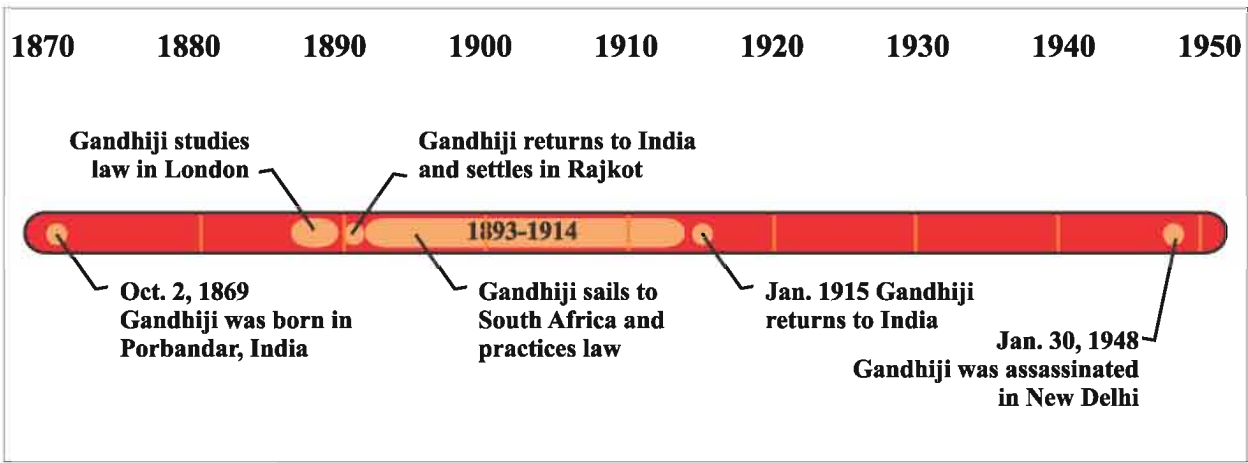 1870 1880 1890 1900 1910 1920 1930 1940 1950
Gandhiji studies
law in London
Gandhiji returns to India
and settles in Rajkot
1893-1914
Oct. 2, 1869
Gandhiji was born in
Porbandar, India
Gandhiji sails to
South Africa and
practices law
Jan. 1915 Gandhiji
returns to India
Jan. 30, 1948
Gandhiji was assassinated
in New Delhi